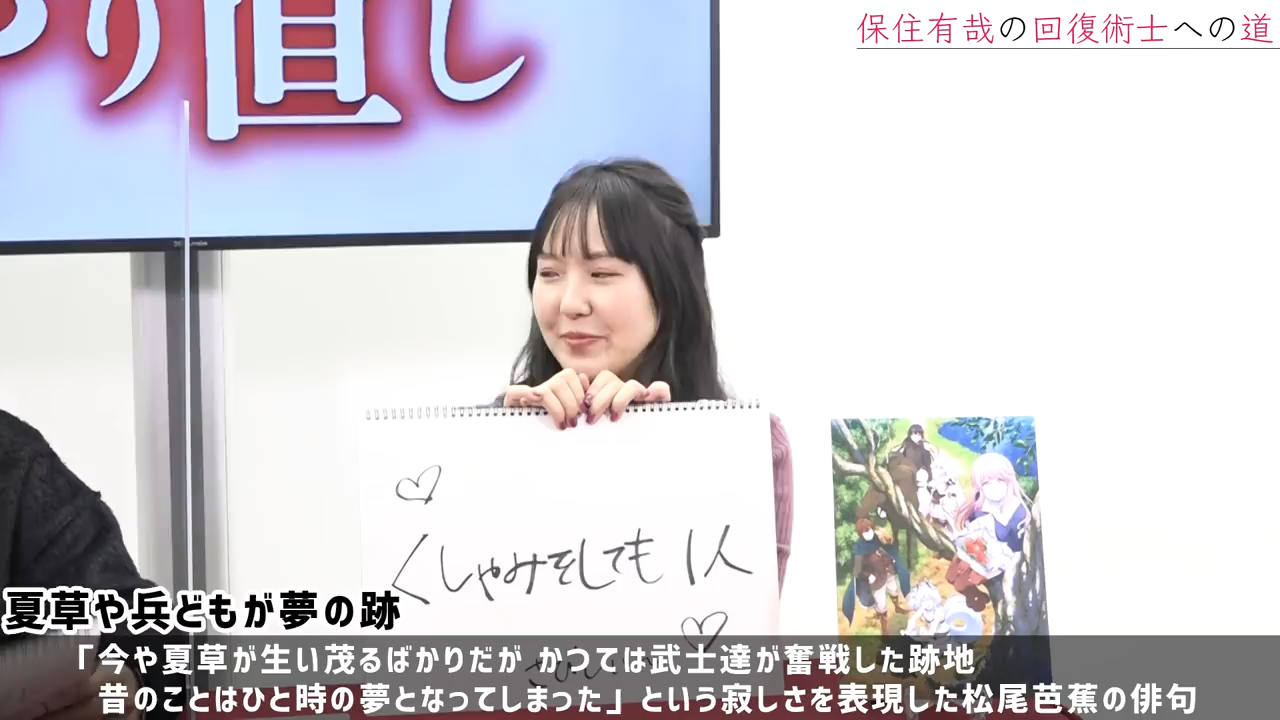 保住有哉の回復術士への道
やり直し
くしゃみをしても1人
夏草や兵どもが夢の跡
「今や夏草が生い茂るばかりだが かつては武士達が奮戦した跡地
昔のことはひと時の夢となってしまった」という寂しさを表現した松尾芭蕉の俳句